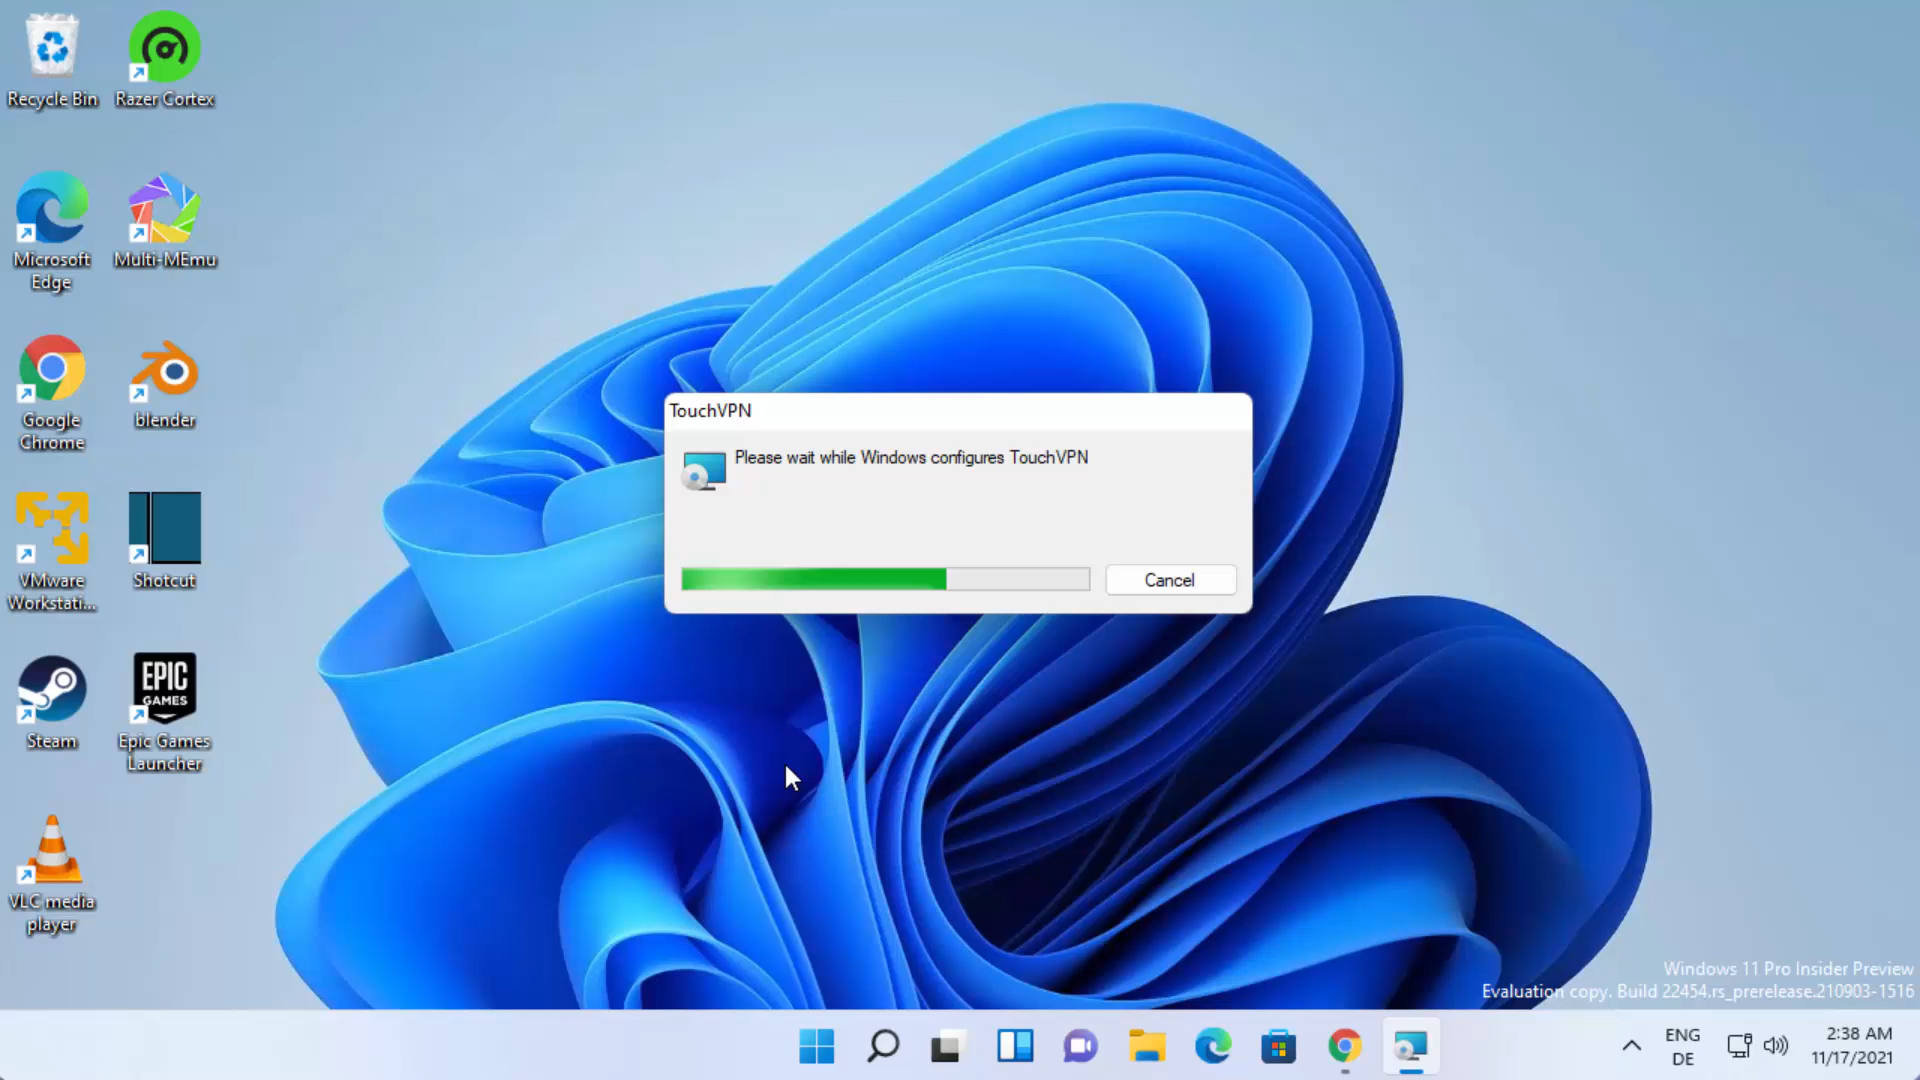 Recycle Bin
Razer Cortex
Microsoft
Edge
Multi-MEmu
Google
Chrome
blender
VMware
Workstati...
Shotcut
Steam
EPIC
GAMES
Epic Games
Launcher
VLC media
player
TouchVPN
Please wait while Windows configures TouchVPN
Cancel
Windows 11 Pro Insider Preview
Evaluation copy. Build 22454.rs_prerelease.210903-1516
ENG
DE
2:38 AM
11/17/2021